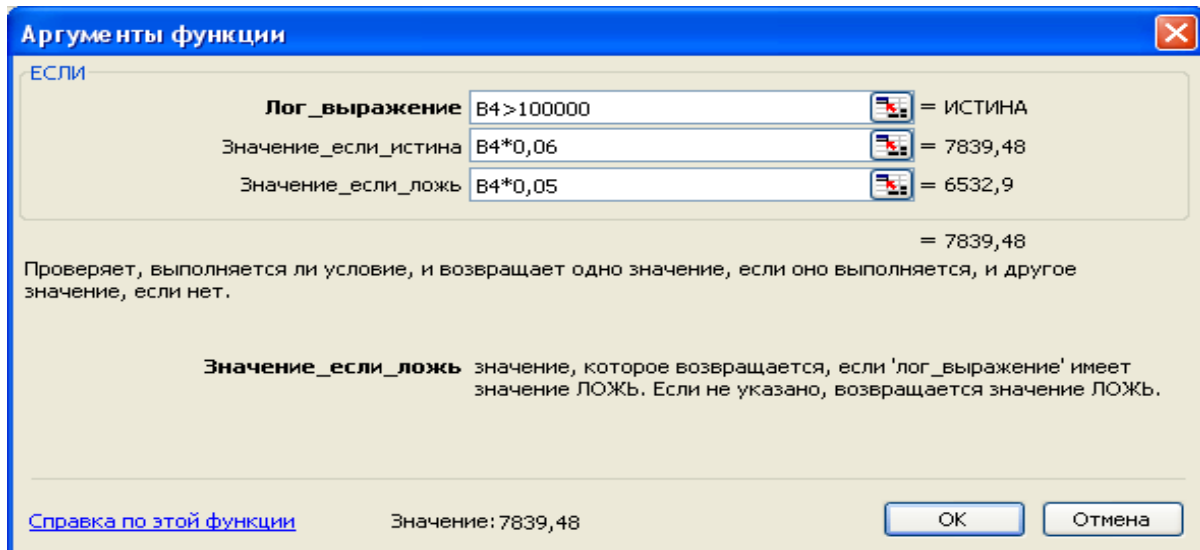 Аргументы функции
ЕСЛИ
Лог_выражение B4>100000 = ИСТИНА
Значение_если_истина B4*0,06 = 7839,48
Значение_если_ложь B4*0,05 = 6532,9
= 7839,48
Проверяет, выполняется ли условие, и возвращает одно значение, если оно выполняется, и другое
значение, если нет.
Значение_если_ложь значение, которое возвращается, если 'лог_выражение' имеет
значение ЛОЖЬ. Если не указано, возвращается значение ЛОЖЬ.
Справка по этой функции Значение: 7839,48 ОК Отмена